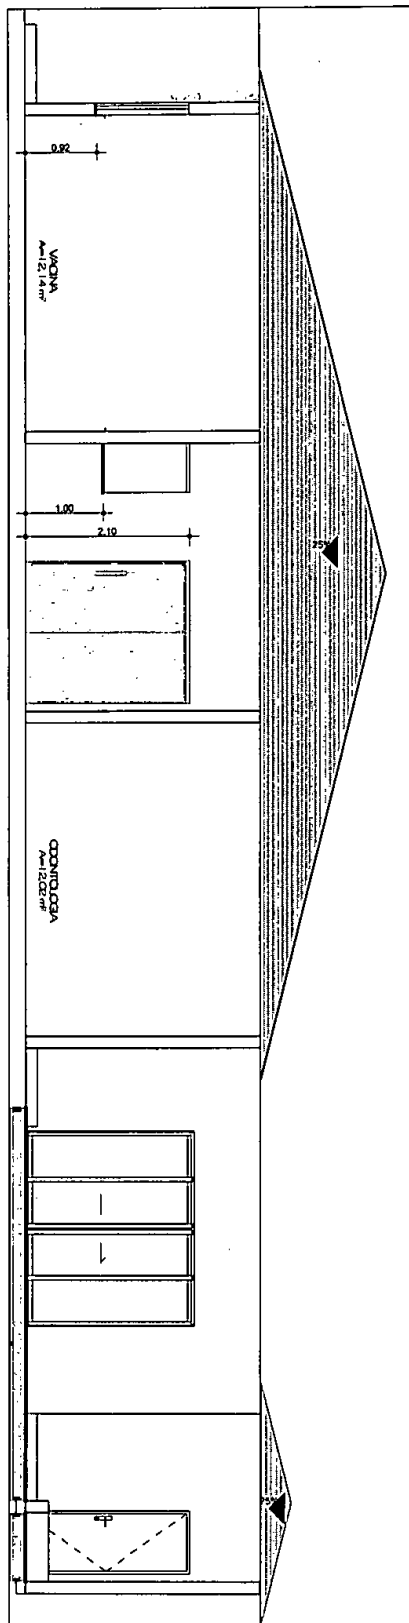 0.92
VACINA
A=12,14 m²
1.00
2.10
25%
ODONTOLOGIA
A=12,02 m²